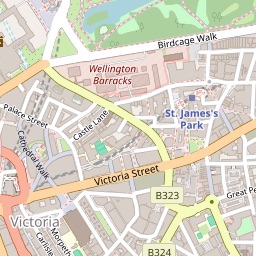 Birdcage Walk
Wellington
Barracks
Palace Street
Castle Lane
St. James's
Park
Cathedral Walk
Victoria Street
B323
Great Pe
Victoria
Carlisle
Morpeth
B324